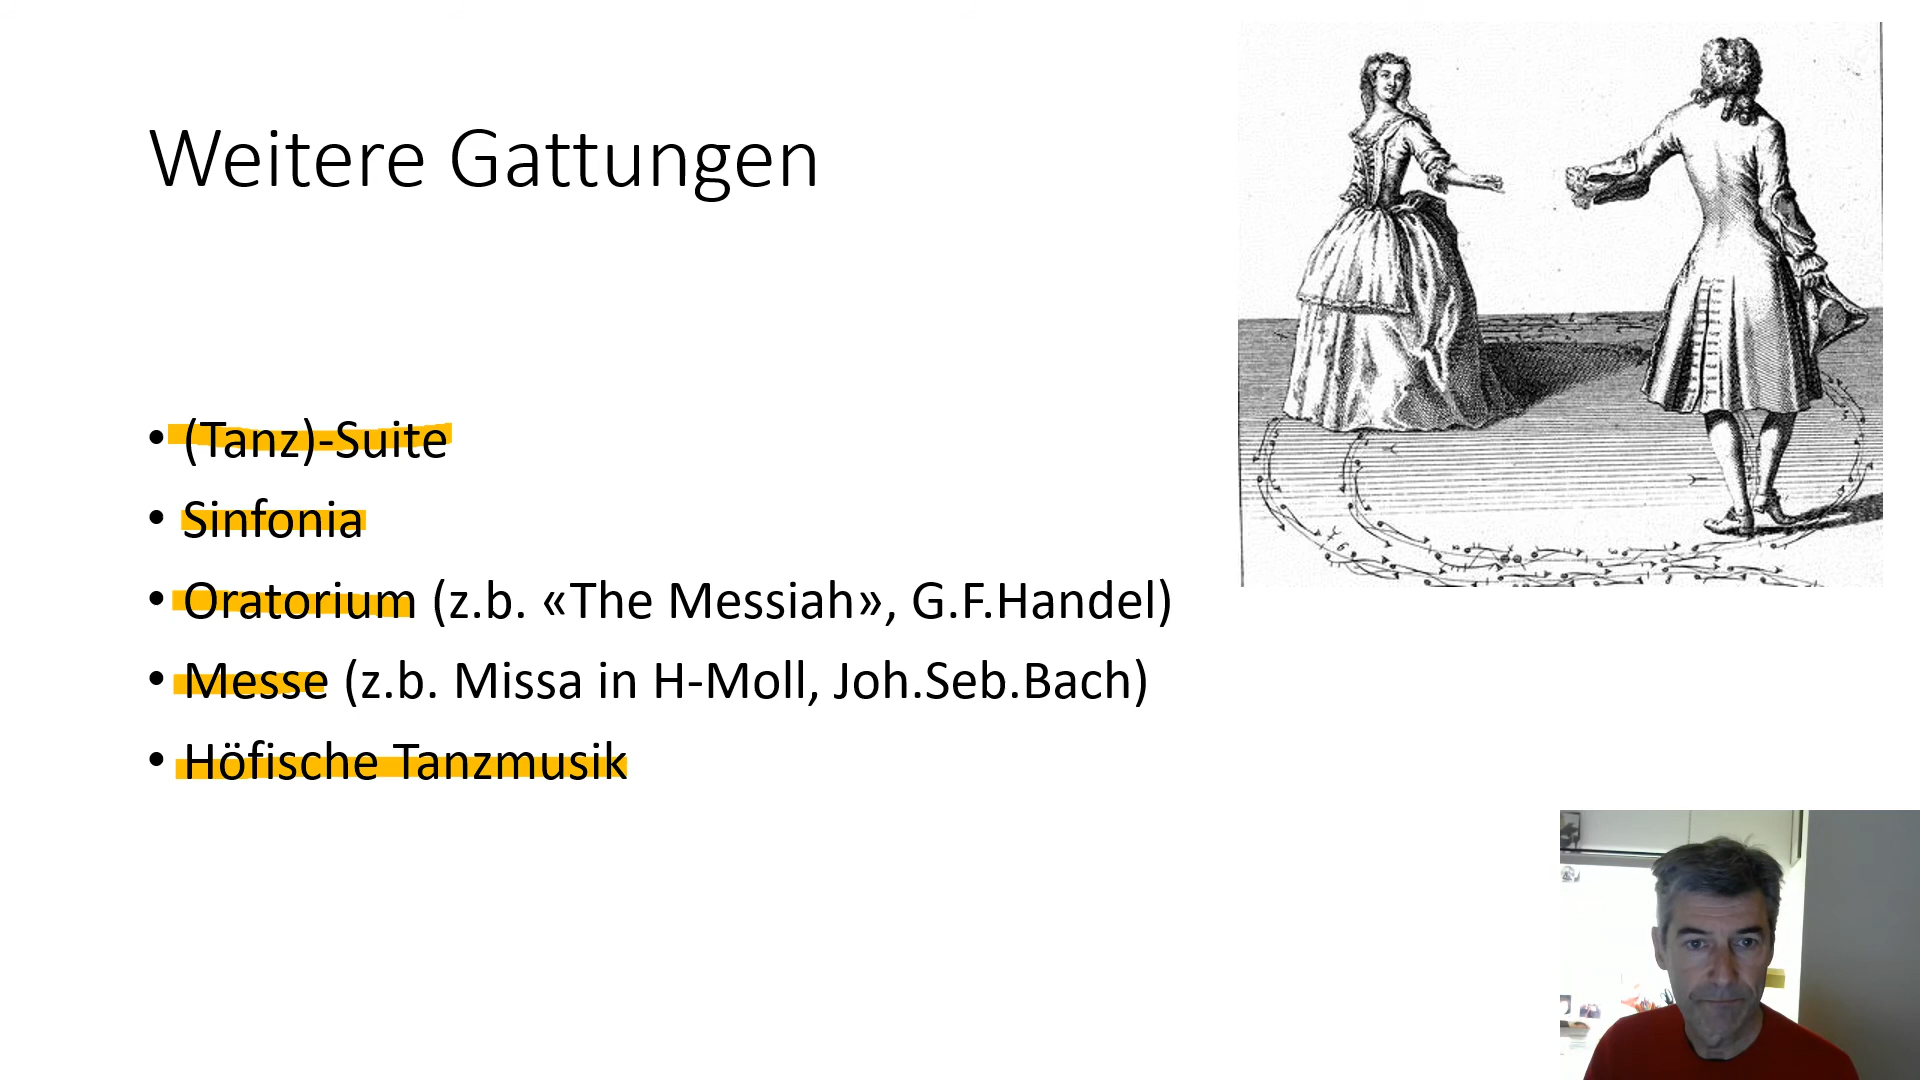 Weitere Gattungen
• (Tanz)-Suite
• Sinfonia
• Oratorium (z.b. «The Messiah», G.F.Handel)
• Messe (z.b. Missa in H-Moll, Joh.Seb.Bach)
• Höfische Tanzmusik